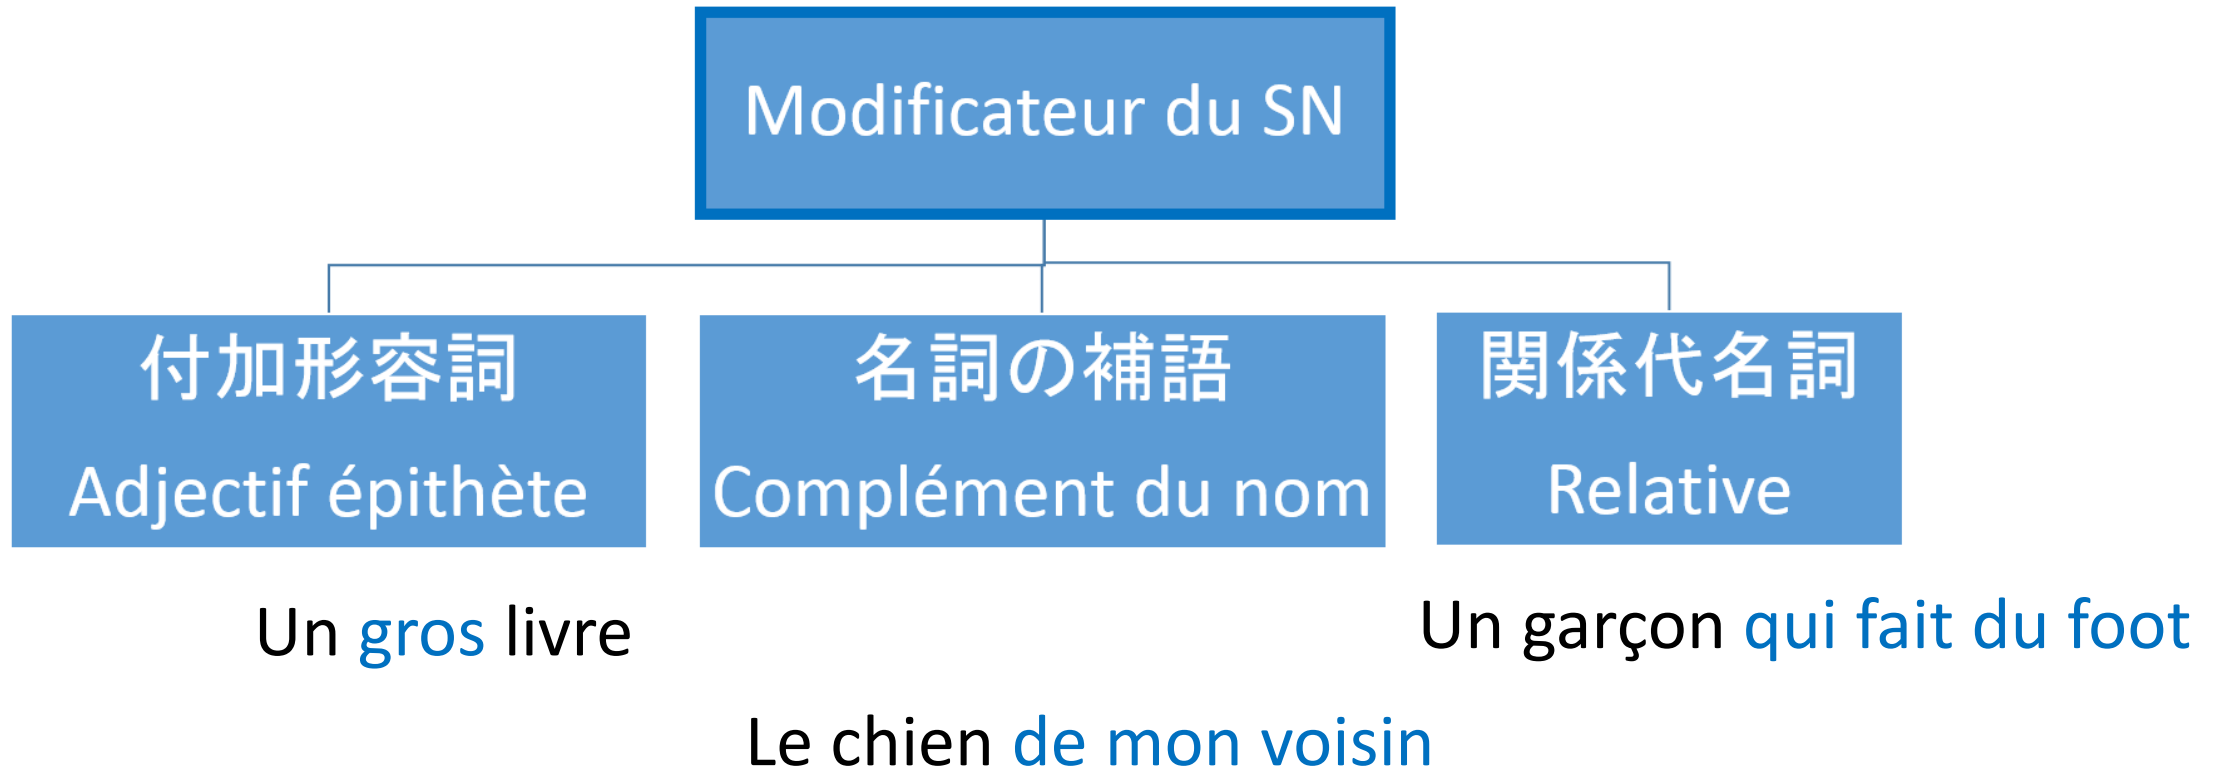 Modificateur du SN
付加形容詞
Adjectif épithète
名詞の補語
Complément du nom
関係代名詞
Relative
Un gros livre
Le chien de mon voisin
Un garçon qui fait du foot